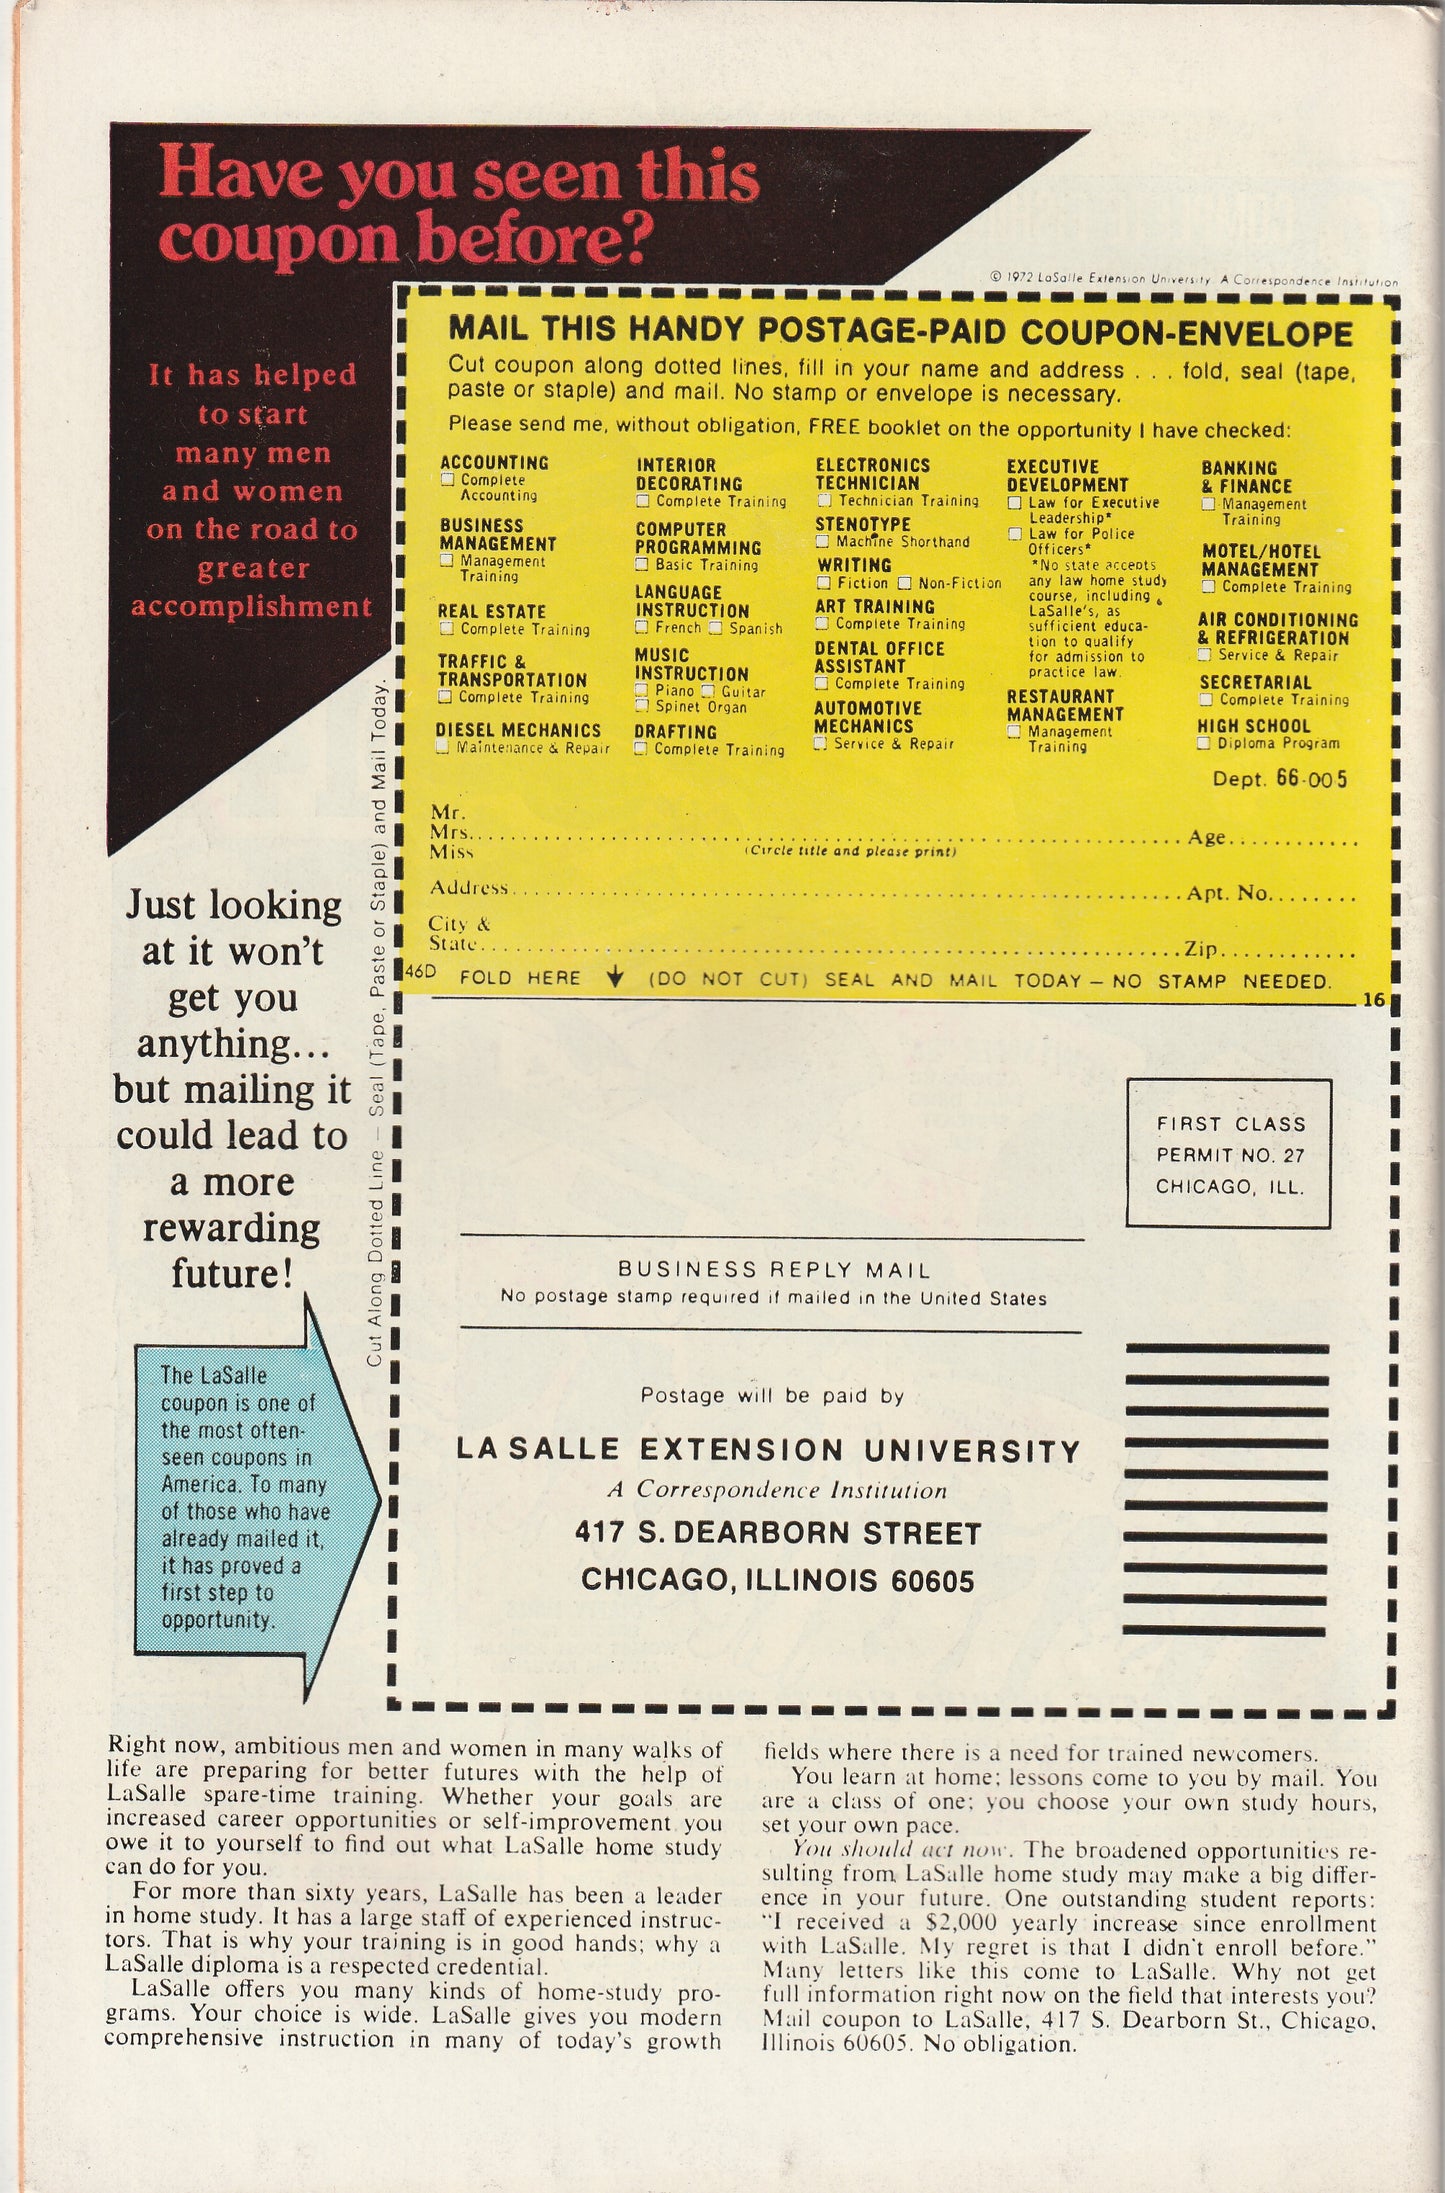 Have you seen this
coupon before?
It has helped
to start
many men
and women
on the road to
greater
accomplishment
© 1972 LaSalle Extension University A Correspondence Institution
MAIL THIS HANDY POSTAGE-PAID COUPON-ENVELOPE
Cut coupon along dotted lines, fill in your name and address . . . fold, seal (tape,
paste or staple) and mail. No stamp or envelope is necessary.
Please send me, without obligation, FREE booklet on the opportunity I have checked:
ACCOUNTING
Complete
Accounting
BUSINESS
MANAGEMENT
Management
Training
REAL ESTATE
Complete Training
TRAFFIC &
TRANSPORTATION
Complete Training
DIESEL MECHANICS
Maintenance & Repair
INTERIOR
DECORATING
Complete Training
COMPUTER
PROGRAMMING
Basic Training
LANGUAGE
INSTRUCTION
French Spanish
MUSIC
INSTRUCTION
Piano Guitar
Spinet Organ
DRAFTING
Complete Training
ELECTRONICS
TECHNICIAN
Technician Training
STENOTYPE
Machine Shorthand
WRITING
Fiction Non-Fiction
ART TRAINING
Complete Training
DENTAL OFFICE
ASSISTANT
Complete Training
AUTOMOTIVE
MECHANICS
Service & Repair
EXECUTIVE
DEVELOPMENT
Law for Executive
Leadership*
Law for Police
Officers*
*No state accepts
any law home study
course, including
LaSalle's, as
sufficient educa-
tion to qualify
for admission to
practice law.
RESTAURANT
MANAGEMENT
Management
Training
BANKING
& FINANCE
Management
Training
MOTEL/HOTEL
MANAGEMENT
Complete Training
AIR CONDITIONING
& REFRIGERATION
Service & Repair
SECRETARIAL
Complete Training
HIGH SCHOOL
Diploma Program
Dept. 66-005
Mr.
Mrs. Age
Miss (Circle title and please print)
Address Apt. No.
City &
State Zip
46D FOLD HERE (DO NOT CUT) SEAL AND MAIL TODAY – NO STAMP NEEDED.
16
Cut Along Dotted Line – Seal (Tape, Paste or Staple) and Mail Today.
Just looking
at it won't
get you
anything...
but mailing it
could lead to
a more
rewarding
future!
The LaSalle
coupon is one of
the most often-
seen coupons in
America. To many
of those who have
already mailed it,
it has proved a
first step to
opportunity.
FIRST CLASS
PERMIT NO. 27
CHICAGO, ILL.
BUSINESS REPLY MAIL
No postage stamp required if mailed in the United States
Postage will be paid by
LA SALLE EXTENSION UNIVERSITY
A Correspondence Institution
417 S. DEARBORN STREET
CHICAGO, ILLINOIS 60605
Right now, ambitious men and women in many walks of
life are preparing for better futures with the help of
LaSalle spare-time training. Whether your goals are
increased career opportunities or self-improvement you
owe it to yourself to find out what LaSalle home study
can do for you.
For more than sixty years, LaSalle has been a leader
in home study. It has a large staff of experienced instruc-
tors. That is why your training is in good hands; why a
LaSalle diploma is a respected credential.
LaSalle offers you many kinds of home-study pro-
grams. Your choice is wide. LaSalle gives you modern
comprehensive instruction in many of today's growth
fields where there is a need for trained newcomers.
You learn at home; lessons come to you by mail. You
are a class of one; you choose your own study hours,
set your own pace.
You should act now. The broadened opportunities re-
sulting from LaSalle home study may make a big differ-
ence in your future. One outstanding student reports:
"I received a $2,000 yearly increase since enrollment
with LaSalle. My regret is that I didn't enroll before."
Many letters like this come to LaSalle. Why not get
full information right now on the field that interests you?
Mail coupon to LaSalle, 417 S. Dearborn St., Chicago,
Illinois 60605. No obligation.